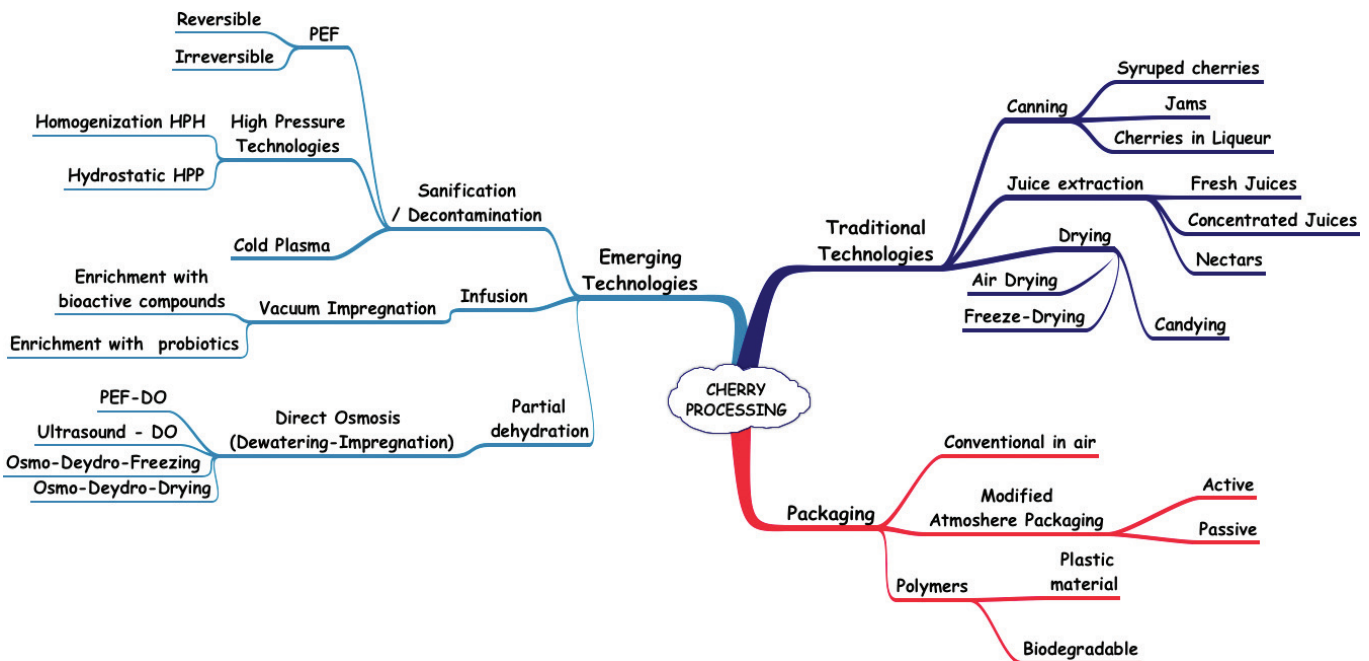 Reversible
PEF
Irreversible
Homogenization HPH
High Pressure
Technologies
Hydrostatic HPP
Sanification
/ Decontamination
Cold Plasma
Emerging
Technologies
Enrichment with
bioactive compounds
Vacuum Impregnation
Infusion
Enrichment with probiotics
PEF-DO
Ultrasound - DO
Osmo-Deydro-Freezing
Osmo-Deydro-Drying
Direct Osmosis
(Dewatering-Impregnation)
Partial
dehydration
CHERRY
PROCESSING
Traditional
Technologies
Canning
Syruped cherries
Jams
Cherries in Liqueur
Juice extraction
Fresh Juices
Concentrated Juices
Nectars
Drying
Air Drying
Freeze-Drying
Candying
Packaging
Conventional in air
Modified
Atmoshere Packaging
Active
Passive
Polymers
Plastic
material
Biodegradable